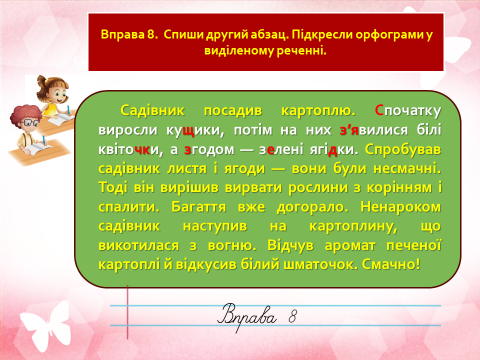 Вправа 8. Спиши другий абзац. Підкресли орфограми у
виділеному реченні.
Садівник посадив картоплю. Спочатку
виросли кущики, потім на них з'явилися білі
квіточки, а згодом — зелені ягідки. Спробував
садівник листя і ягоди — вони були несмачні.
Тоді він вирішив вирвати рослини з корінням і
спалити. Багаття вже догорало. Ненароком
садівник наступив на картоплину, що
викотилася з вогню. Відчув аромат печеної
картоплі й відкусив білий шматочок. Смачно!
Вправа 8